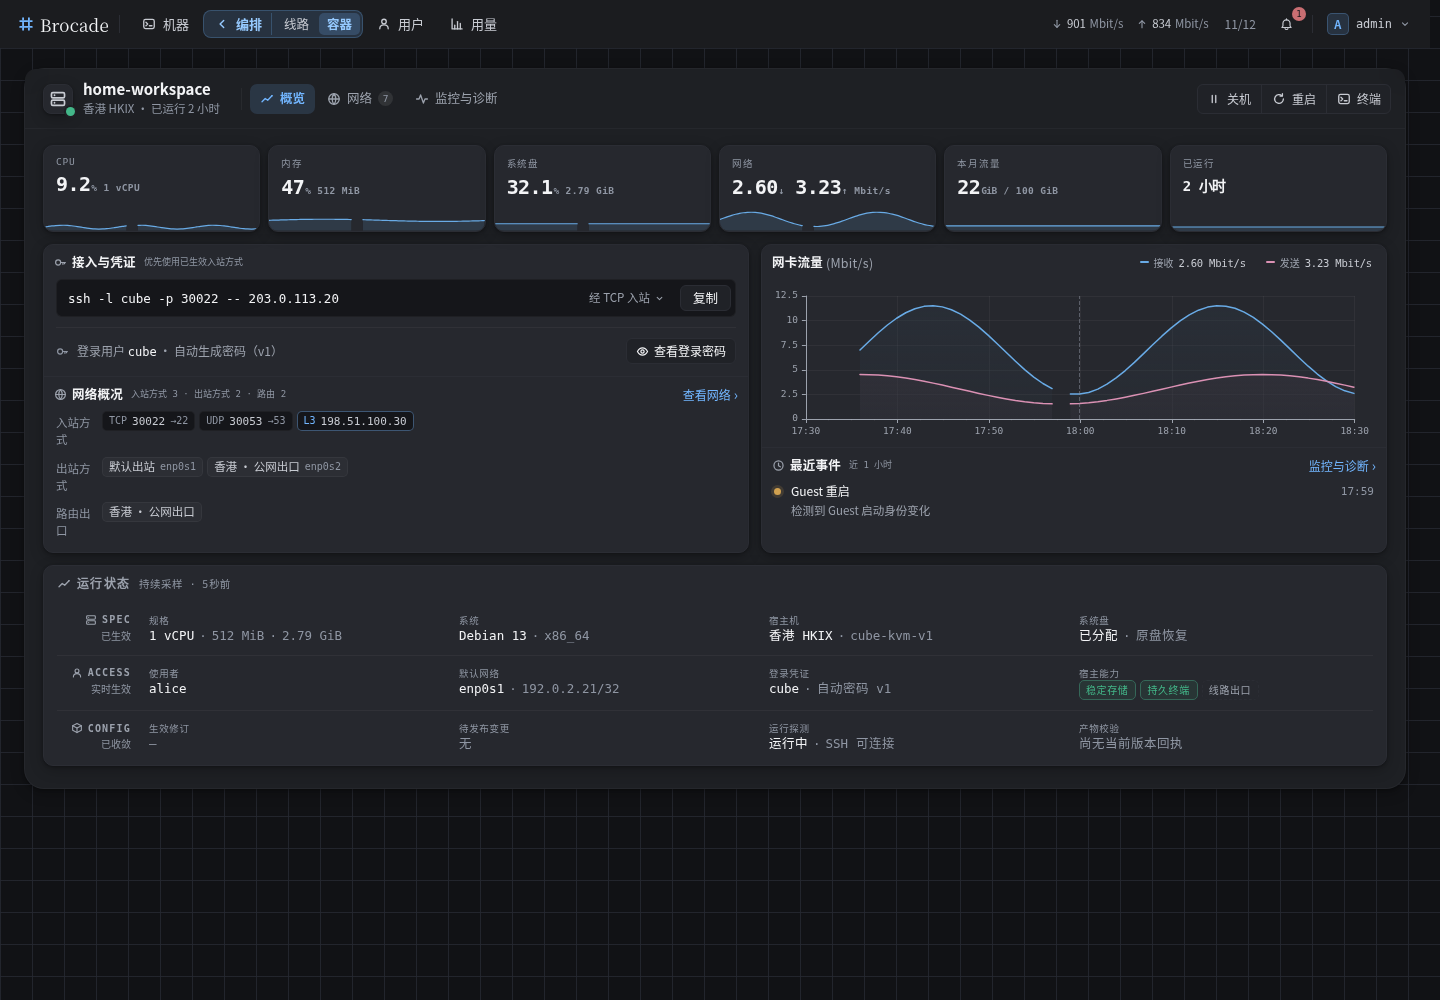 Brocade 机器 编排 线路 容器 用户 用量 ↓ 901 Mbit/s ↑ 834 Mbit/s 11/12 1 A admin
home-workspace
香港 HKIX · 已运行 2 小时
概览 网络 7 监控与诊断 关机 重启 终端
CPU
9.2% 1 vCPU
内存
47% 512 MiB
系统盘
32.1% 2.79 GiB
网络
2.60↓ 3.23↑ Mbit/s
本月流量
22GiB / 100 GiB
已运行
2 小时
接入与凭证 优先使用已生效入站方式
ssh -l cube -p 30022 -- 203.0.113.20 经 TCP 入站 复制
登录用户 cube · 自动生成密码（v1） 查看登录密码
网络概况 入站方式 3 · 出站方式 2 · 路由 2 查看网络 ›
入站方式 TCP 30022 →22 UDP 30053 →53 L3 198.51.100.30
出站方式 默认出站 enp0s1 香港 · 公网出口 enp0s2
路由出口 香港 · 公网出口
网卡流量 (Mbit/s) 接收 2.60 Mbit/s 发送 3.23 Mbit/s
12.5
10
7.5
5
2.5
0
17:30 17:40 17:50 18:00 18:10 18:20 18:30
最近事件 近 1 小时 监控与诊断 ›
Guest 重启 17:59
检测到 Guest 启动身份变化
运行状态 持续采样 · 5秒前
SPEC 规格 系统 宿主机 系统盘
已生效 1 vCPU · 512 MiB · 2.79 GiB Debian 13 · x86_64 香港 HKIX · cube-kvm-v1 已分配 · 原盘恢复
ACCESS 使用者 默认网络 登录凭证 宿主能力
实时生效 alice enp0s1 · 192.0.2.21/32 cube · 自动密码 v1 稳定存储 持久终端 线路出口
CONFIG 生效修订 待发布变更 运行探测 产物校验
已收敛 — 无 运行中 · SSH 可连接 尚无当前版本回执